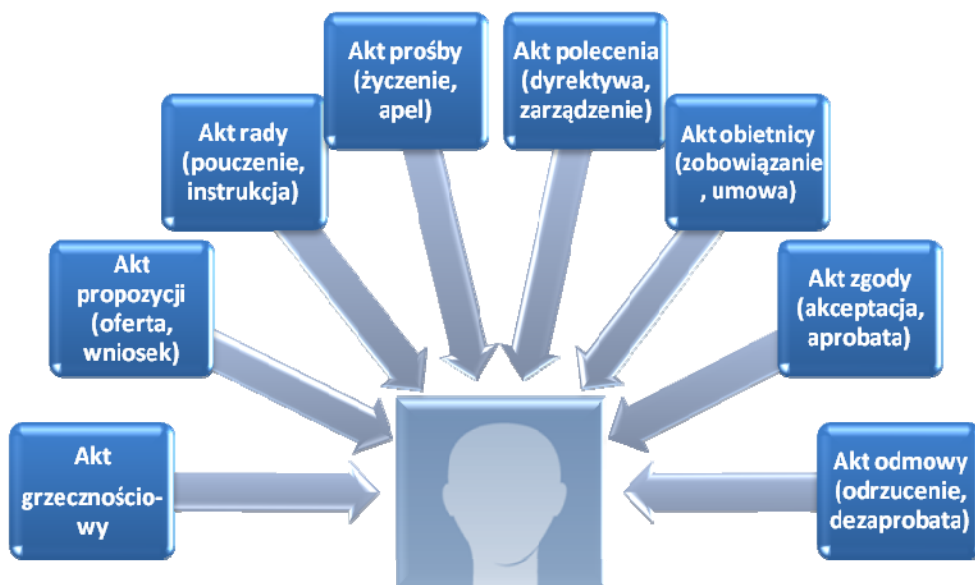 Akt prośby
(życzenie,
apel)
Akt polecenia
(dyrektywa,
zarządzenie)
Akt rady
(pouczenie,
instrukcja)
Akt obietnicy
(zobowiązanie
, umowa)
Akt
propozycji
(oferta,
wniosek)
Akt zgody
(akceptacja,
aprobata)
Akt
grzecznościo-
wy
Akt odmowy
(odrzucenie,
dezaprobata)